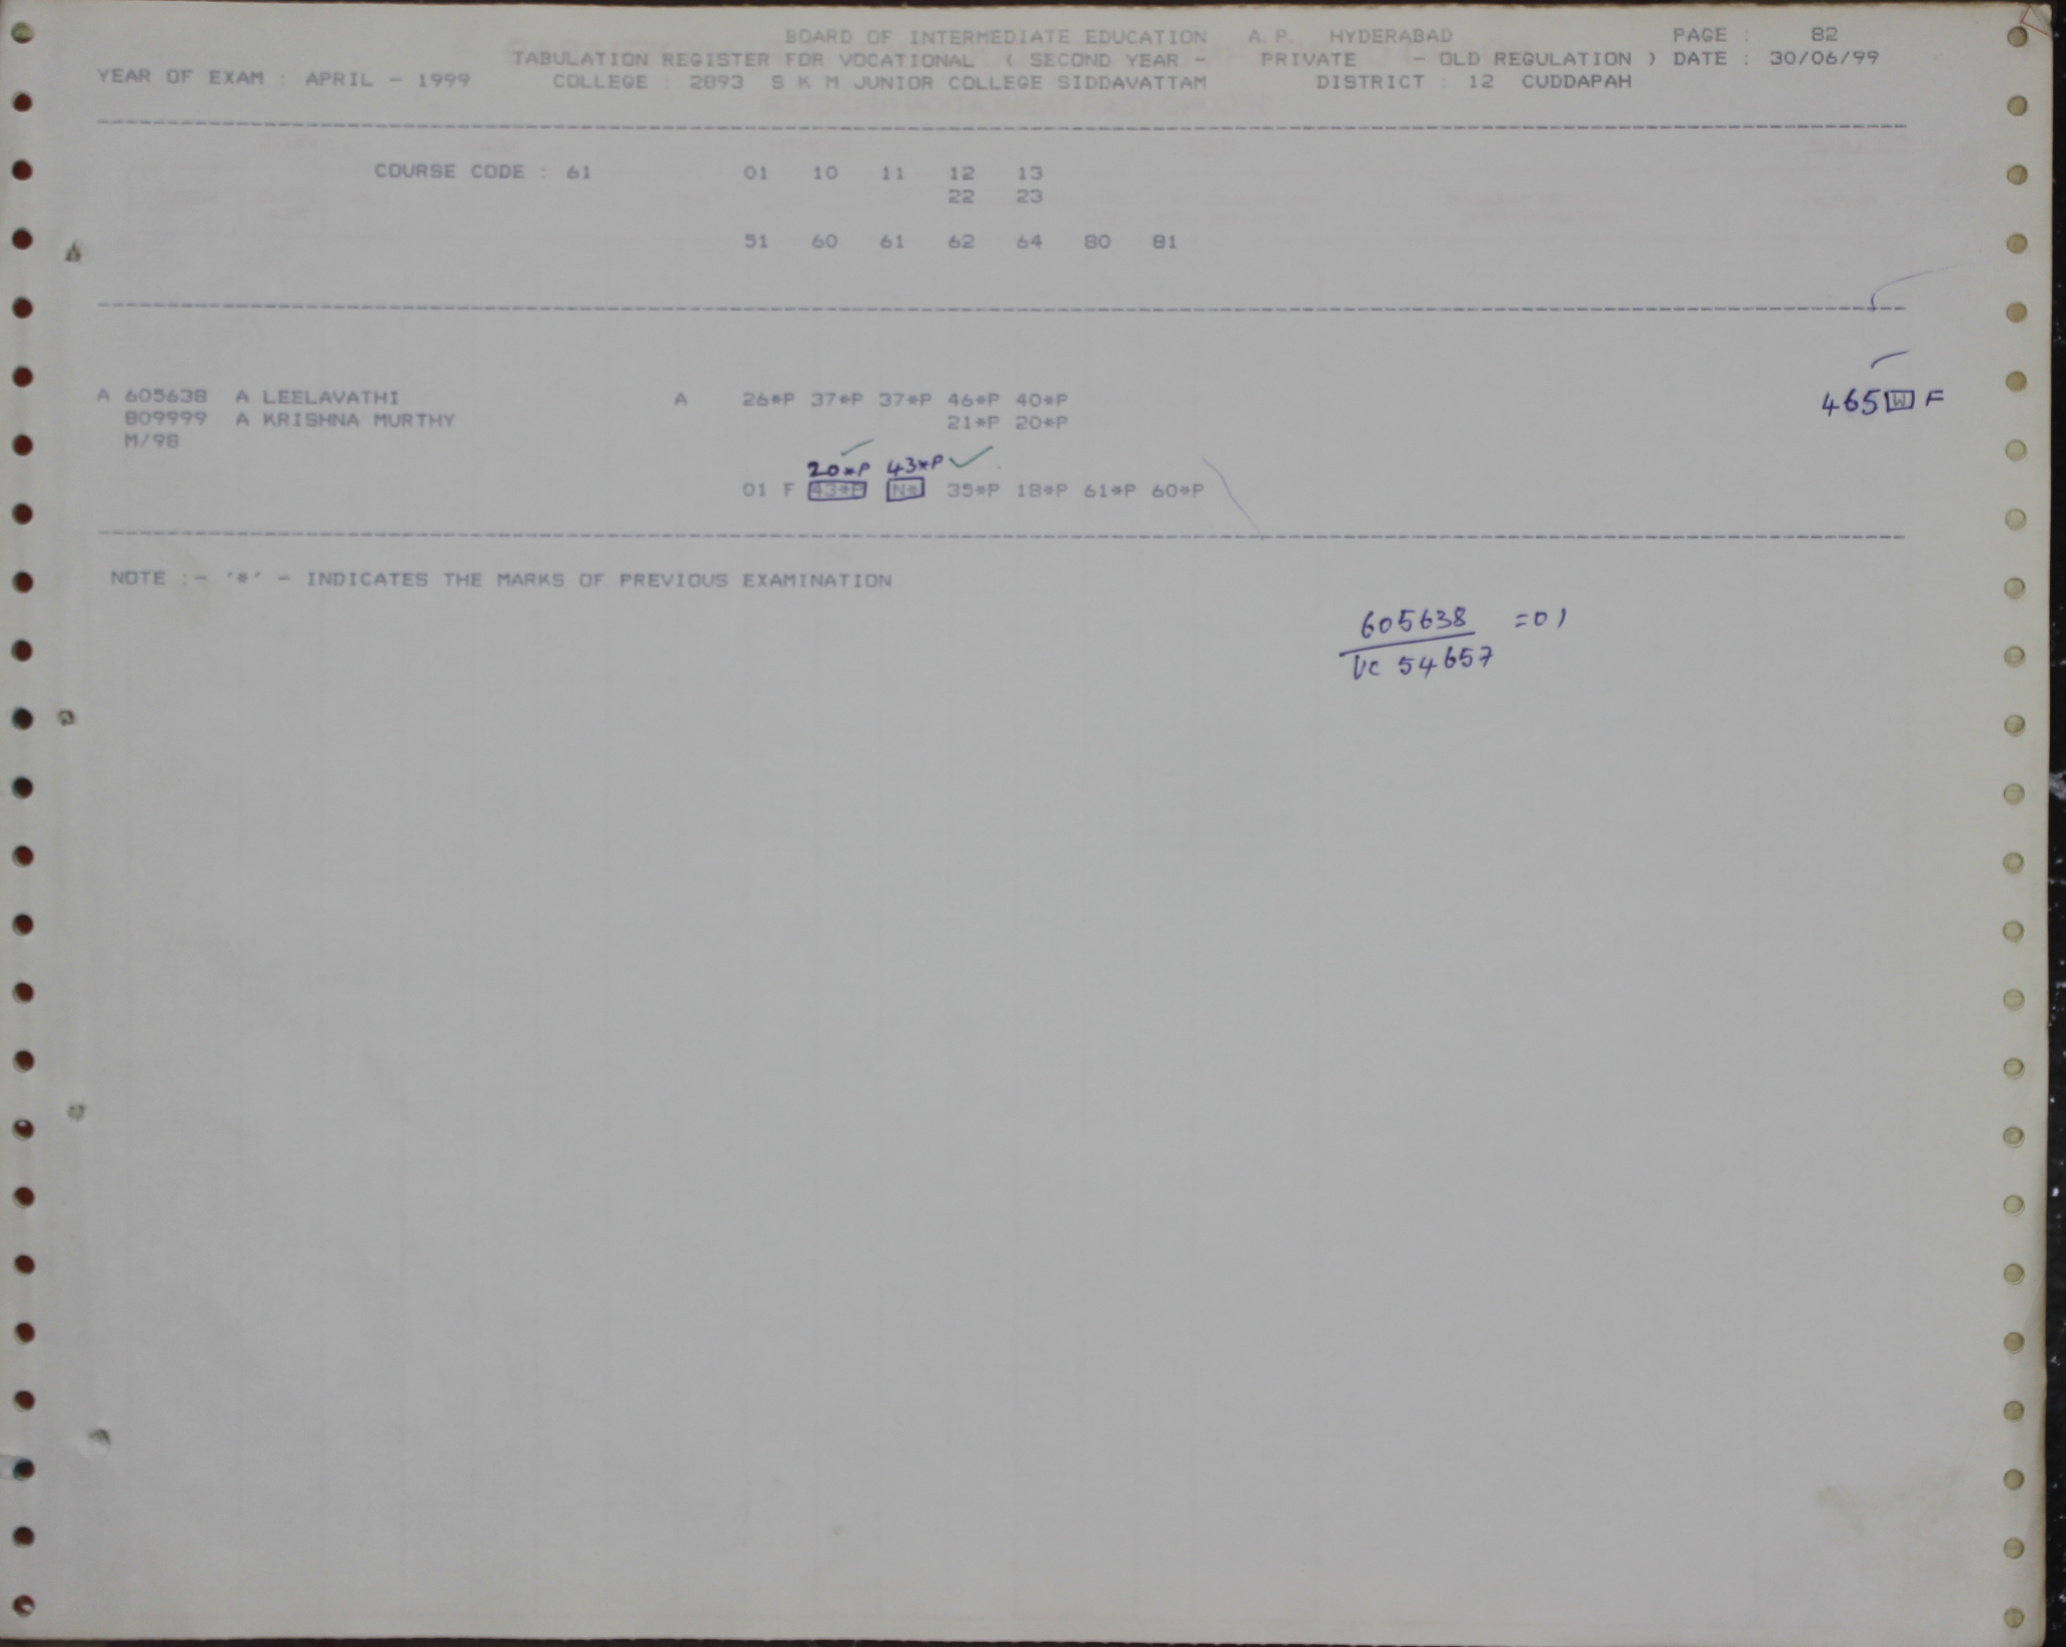 BOARD OF INTERMEDIATE EDUCATION A.P. HYDERABAD PAGE : 82
TABULATION REGISTER FOR VOCATIONAL ( SECOND YEAR - PRIVATE - OLD REGULATION ) DATE : 30/06/99
YEAR OF EXAM : APRIL - 1999 COLLEGE : 2893 S K M JUNIOR COLLEGE SIDDAVATTAM DISTRICT : 12 CUDDAPAH
COURSE CODE : 61 01 10 11 12 13
22 23
51 60 61 62 64 80 81
A 605638 A LEELAVATHI A 26*P 37*P 37*P 46*P 40*P 465 W F
809999 A KRISHNA MURTHY 21*P 20*P
M/98
20*P 43*P
01 F 43*P N* 35*P 18*P 61*P 60*P
NOTE :- '*' - INDICATES THE MARKS OF PREVIOUS EXAMINATION
605638 =01
VC 54657